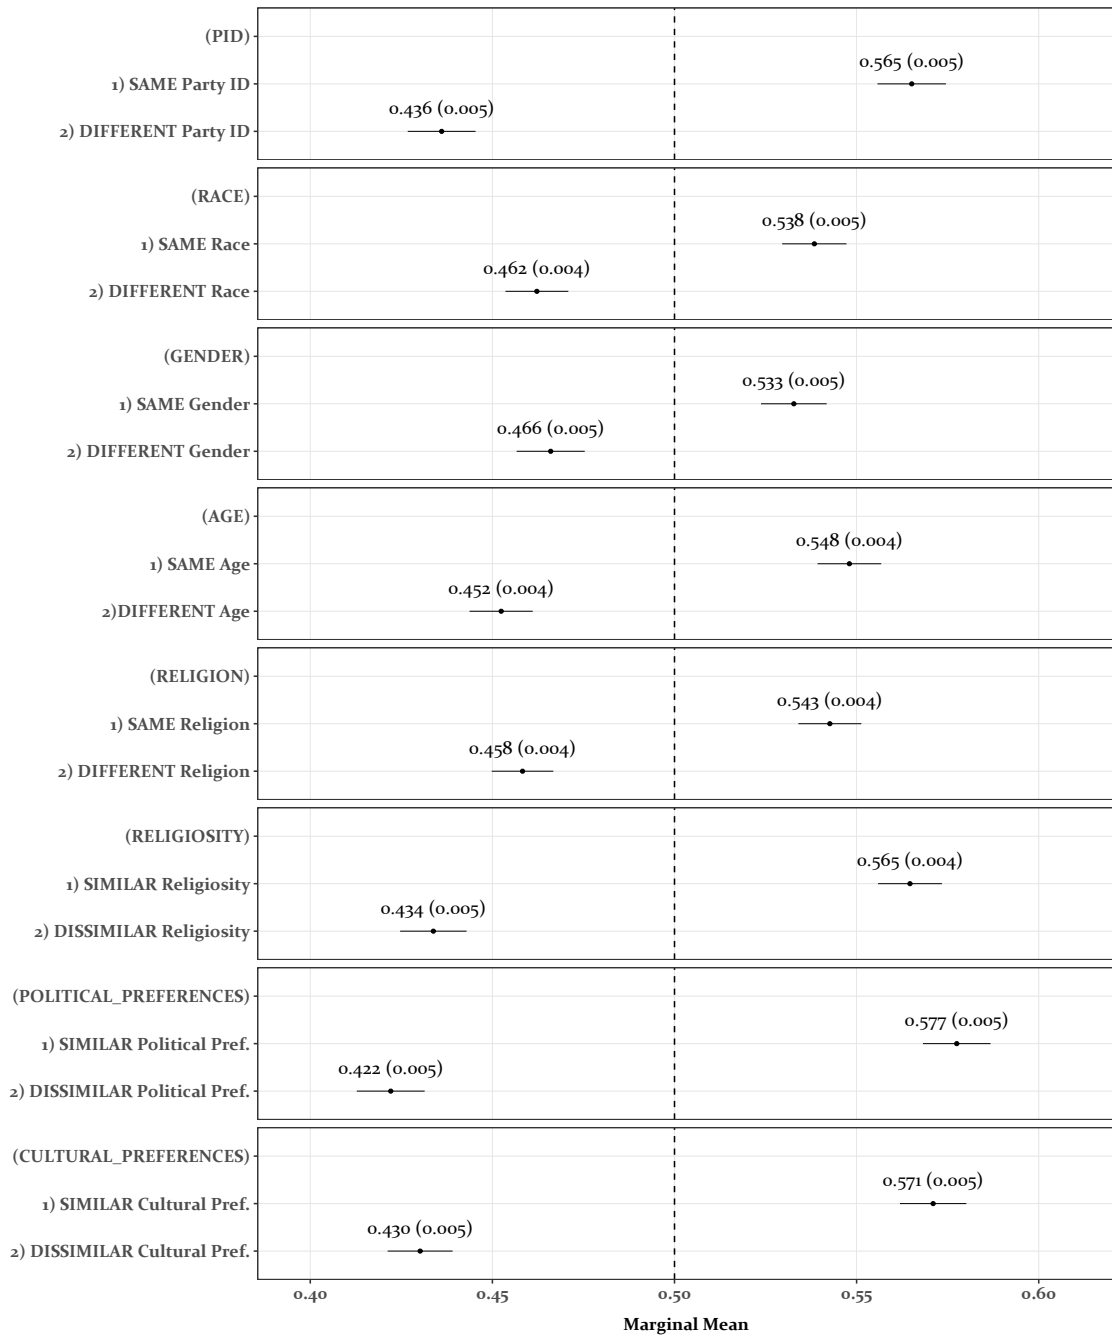 (PID)
0.565 (0.005)
1) SAME Party ID
0.436 (0.005)
2) DIFFERENT Party ID
(RACE)
0.538 (0.005)
1) SAME Race
0.462 (0.004)
2) DIFFERENT Race
(GENDER)
0.533 (0.005)
1) SAME Gender
0.466 (0.005)
2) DIFFERENT Gender
(AGE)
0.548 (0.004)
1) SAME Age
0.452 (0.004)
2)DIFFERENT Age
(RELIGION)
0.543 (0.004)
1) SAME Religion
0.458 (0.004)
2) DIFFERENT Religion
(RELIGIOSITY)
0.565 (0.004)
1) SIMILAR Religiosity
0.434 (0.005)
2) DISSIMILAR Religiosity
(POLITICAL_PREFERENCES)
0.577 (0.005)
1) SIMILAR Political Pref.
0.422 (0.005)
2) DISSIMILAR Political Pref.
(CULTURAL_PREFERENCES)
0.571 (0.005)
1) SIMILAR Cultural Pref.
0.430 (0.005)
2) DISSIMILAR Cultural Pref.
0.40 0.45 0.50 0.55 0.60
Marginal Mean